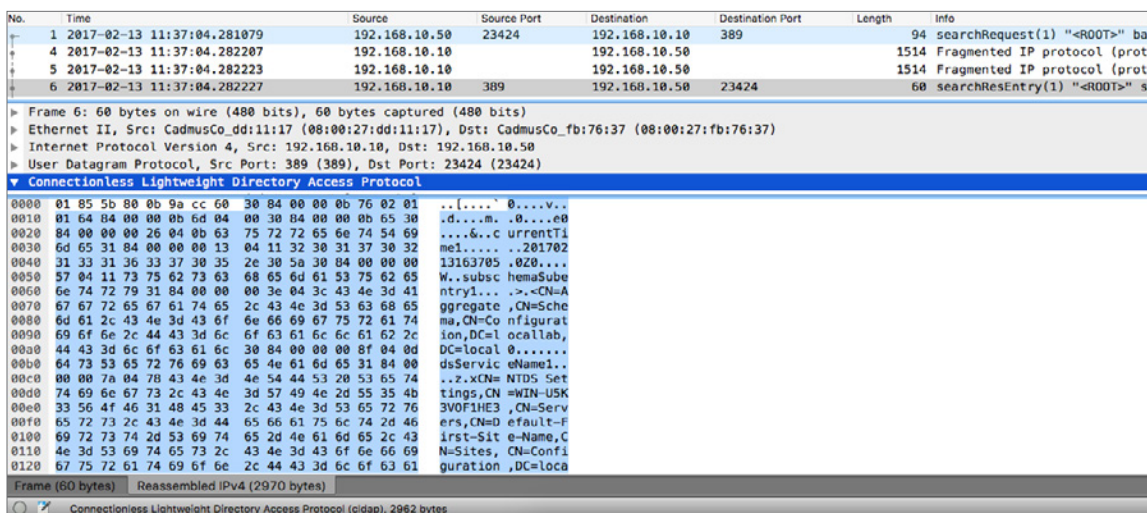 No. Time Source Source Port Destination Destination Port Length Info
1 2017-02-13 11:37:04.281079 192.168.10.50 23424 192.168.10.10 389 94 searchRequest(1) "<ROOT>" ba
4 2017-02-13 11:37:04.282207 192.168.10.10 192.168.10.50 1514 Fragmented IP protocol (prot
5 2017-02-13 11:37:04.282223 192.168.10.10 192.168.10.50 1514 Fragmented IP protocol (prot
6 2017-02-13 11:37:04.282227 192.168.10.10 389 192.168.10.50 23424 60 searchResEntry(1) "<ROOT>" s
Frame 6: 60 bytes on wire (480 bits), 60 bytes captured (480 bits)
Ethernet II, Src: CadmusCo_dd:11:17 (08:00:27:dd:11:17), Dst: CadmusCo_fb:76:37 (08:00:27:fb:76:37)
Internet Protocol Version 4, Src: 192.168.10.10, Dst: 192.168.10.50
User Datagram Protocol, Src Port: 389 (389), Dst Port: 23424 (23424)
Connectionless Lightweight Directory Access Protocol
0000 01 85 5b 80 0b 9a cc 60 30 84 00 00 0b 76 02 01 ..[....` 0....v..
0010 01 64 84 00 00 0b 6d 04 00 30 84 00 00 0b 65 30 .d....m. .0....e0
0020 84 00 00 00 26 04 0b 63 75 72 72 65 6e 74 54 69 ....&..c urrentTi
0030 6d 65 31 84 00 00 00 13 04 11 32 30 31 37 30 32 me1..... ..201702
0040 31 33 31 36 33 37 30 35 2e 30 5a 30 84 00 00 00 13163705 .0Z0....
0050 57 04 11 73 75 62 73 63 68 65 6d 61 53 75 62 65 W..subsc hemaSube
0060 6e 74 72 79 31 84 00 00 00 3e 04 3c 43 4e 3d 41 ntry1... .>.<CN=A
0070 67 67 72 65 67 61 74 65 2c 43 4e 3d 53 63 68 65 ggregate ,CN=Sche
0080 6d 61 2c 43 4e 3d 43 6f 6e 66 69 67 75 72 61 74 ma,CN=Co nfigurat
0090 69 6f 6e 2c 44 43 3d 6c 6f 63 61 6c 6c 61 62 2c ion,DC=l ocallab,
00a0 44 43 3d 6c 6f 63 61 6c 30 84 00 00 00 8f 04 0d DC=local 0.......
00b0 64 73 53 65 72 76 69 63 65 4e 61 6d 65 31 84 00 dsServic eName1..
00c0 00 00 7a 04 78 43 4e 3d 4e 54 44 53 20 53 65 74 ..z.xCN= NTDS Set
00d0 74 69 6e 67 73 2c 43 4e 3d 57 49 4e 2d 55 35 4b tings,CN =WIN-U5K
00e0 33 56 4f 46 31 48 45 33 2c 43 4e 3d 53 65 72 76 3VOF1HE3 ,CN=Serv
00f0 65 72 73 2c 43 4e 3d 44 65 66 61 75 6c 74 2d 46 ers,CN=D efault-F
0100 69 72 73 74 2d 53 69 74 65 2d 4e 61 6d 65 2c 43 irst-Sit e-Name,C
0110 4e 3d 53 69 74 65 73 2c 43 4e 3d 43 6f 6e 66 69 N=Sites, CN=Confi
0120 67 75 72 61 74 69 6f 6e 2c 44 43 3d 6c 6f 63 61 guration ,DC=loca
Frame (60 bytes) Reassembled IPv4 (2970 bytes)
Connectionless Lightweight Directory Access Protocol (cldap), 2962 bytes